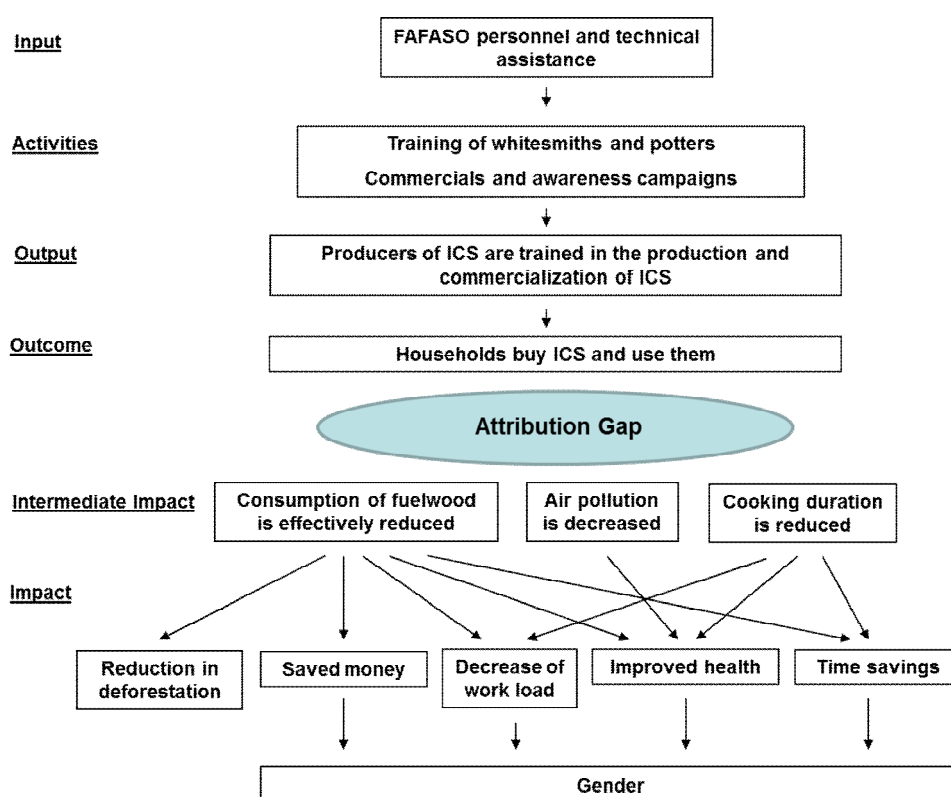 Input
FAFASO personnel and technical
assistance
Activities
Training of whitesmiths and potters
Commercials and awareness campaigns
Output
Producers of ICS are trained in the production and
commercialization of ICS
Outcome
Households buy ICS and use them
Attribution Gap
Intermediate Impact
Consumption of fuelwood
is effectively reduced
Air pollution
is decreased
Cooking duration
is reduced
Impact
Reduction in
deforestation
Saved money
Decrease of
work load
Improved health
Time savings
Gender